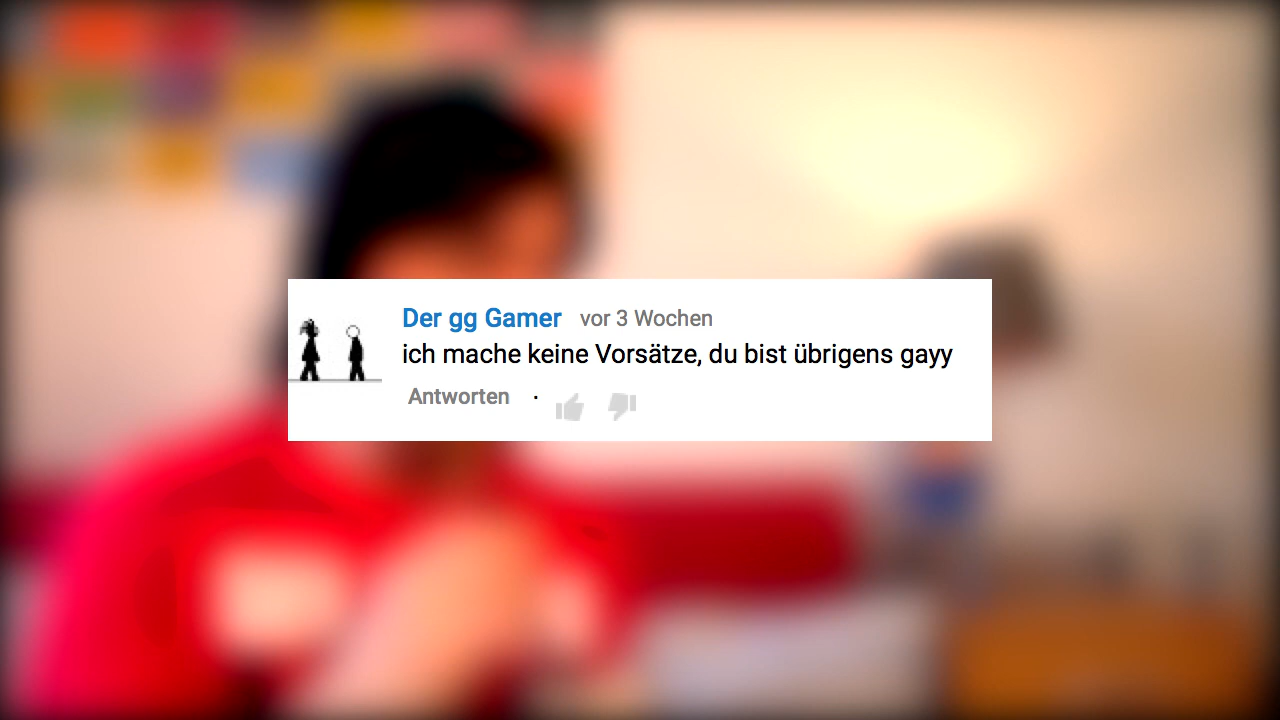 Der gg Gamer vor 3 Wochen
ich mache keine Vorsätze, du bist übrigens gayy
Antworten ·